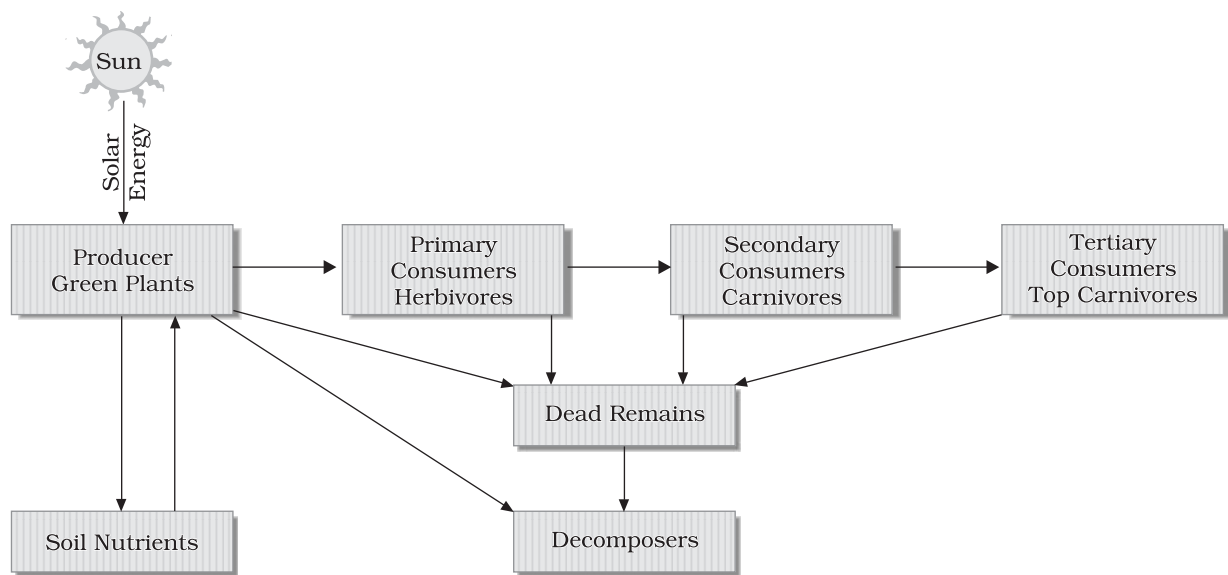 Sun
Solar
Energy
Producer
Green Plants
Primary
Consumers
Herbivores
Secondary
Consumers
Carnivores
Tertiary
Consumers
Top Carnivores
Dead Remains
Soil Nutrients
Decomposers